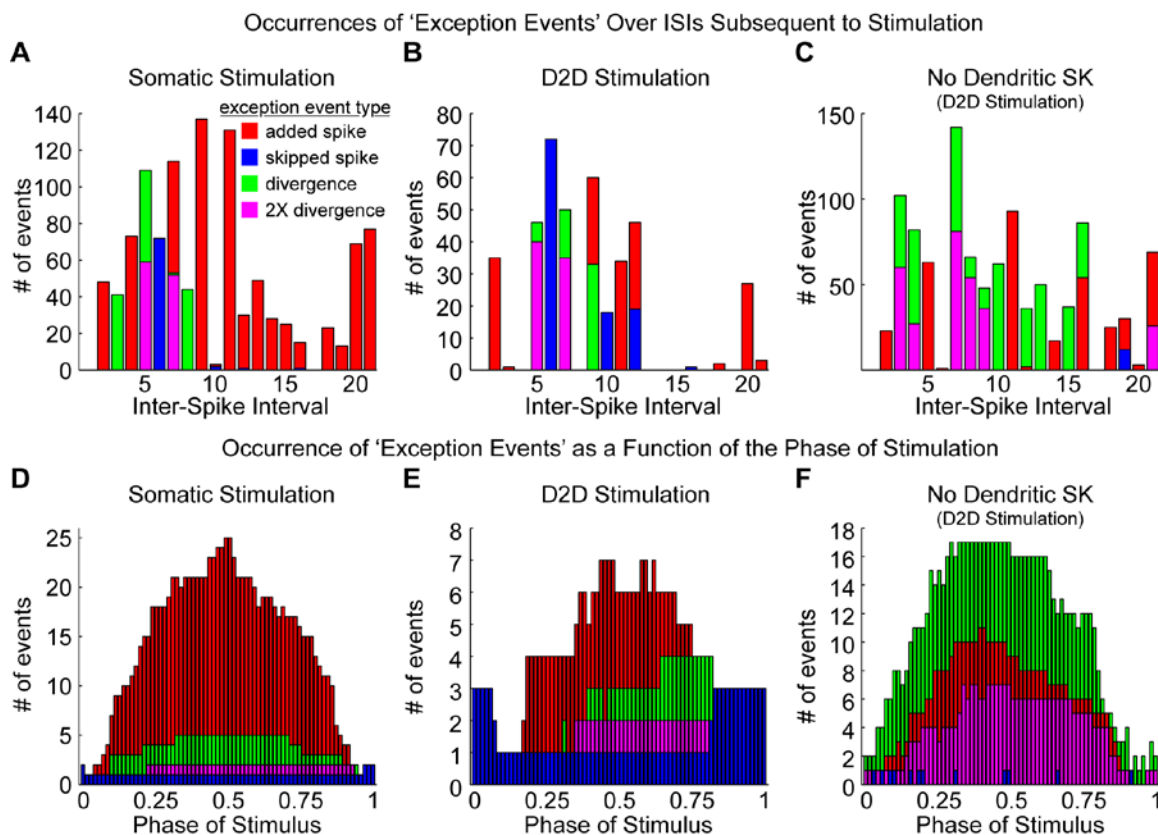 Occurrences of ‘Exception Events’ Over ISIs Subsequent to Stimulation
A
Somatic Stimulation
exception event type
added spike
skipped spike
divergence
2X divergence
# of events
140
120
100
80
60
40
20
0
5 10 15 20
Inter-Spike Interval
B
D2D Stimulation
# of events
80
70
60
50
40
30
20
10
0
5 10 15 20
Inter-Spike Interval
C
No Dendritic SK
(D2D Stimulation)
# of events
150
100
50
0
5 10 15 20
Inter-Spike Interval
Occurrence of ‘Exception Events’ as a Function of the Phase of Stimulation
D
Somatic Stimulation
# of events
25
20
15
10
5
0
0 0.25 0.5 0.75 1
Phase of Stimulus
E
D2D Stimulation
# of events
8
7
6
5
4
3
2
1
0
0 0.25 0.5 0.75 1
Phase of Stimulus
F
No Dendritic SK
(D2D Stimulation)
# of events
18
16
14
12
10
8
6
4
2
0
0 0.25 0.5 0.75 1
Phase of Stimulus